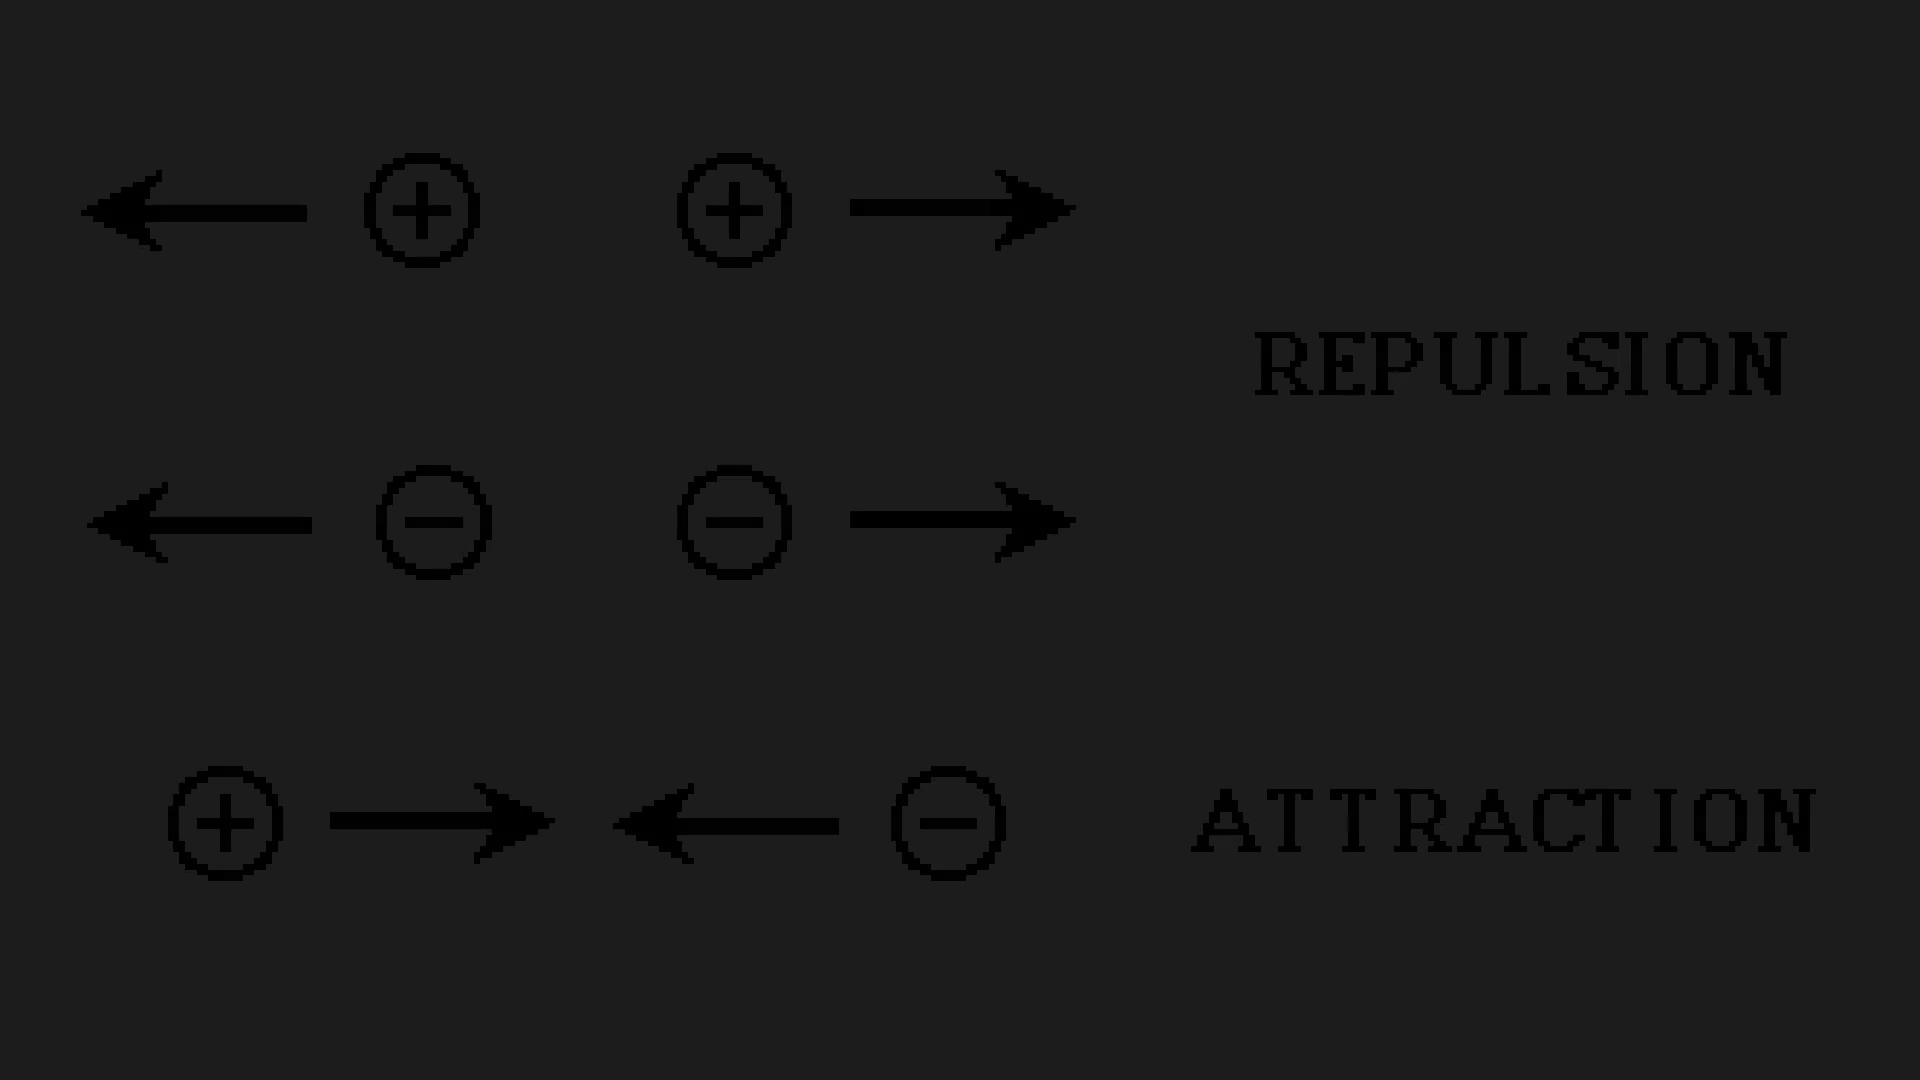 + +
REPULSION
− −
+ − ATTRACTION